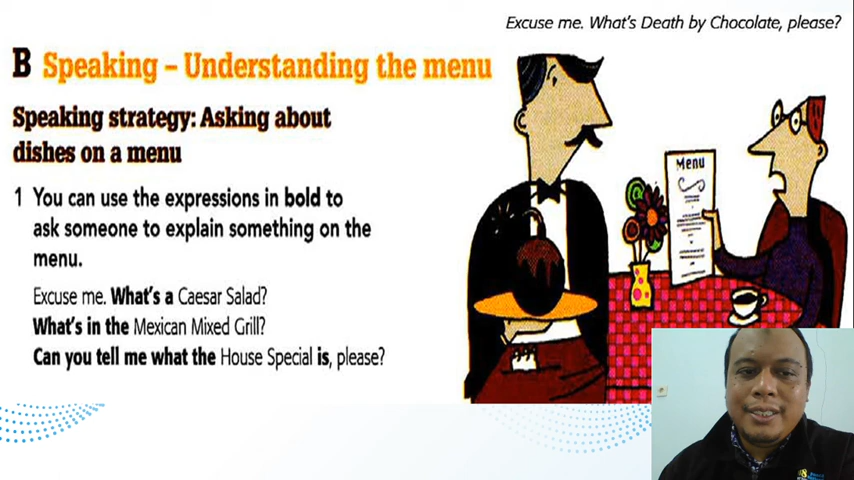 Excuse me. What's Death by Chocolate, please?
B Speaking – Understanding the menu
Speaking strategy: Asking about
dishes on a menu
1 You can use the expressions in bold to
ask someone to explain something on the
menu.
Excuse me. What's a Caesar Salad?
What's in the Mexican Mixed Grill?
Can you tell me what the House Special is, please?
Menu